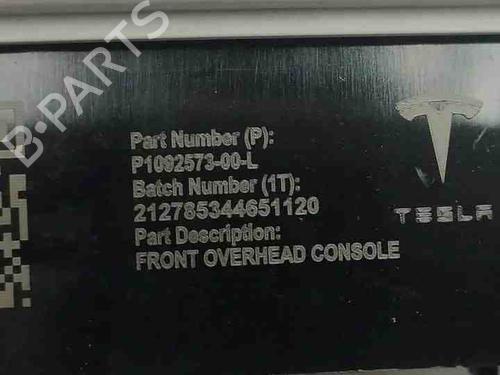 Part Number (P):
P1092573-00-L
Batch Number (1T):
212785344651120
Part Description:
FRONT OVERHEAD CONSOLE
TESLA
B-PARTS